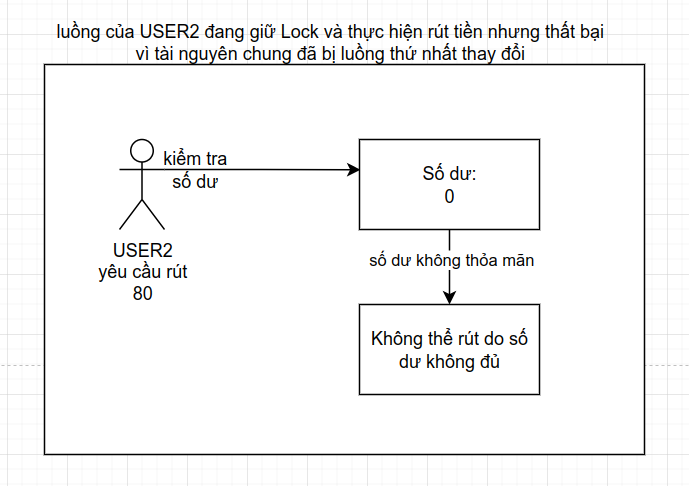 luồng của USER2 đang giữ Lock và thực hiện rút tiền nhưng thất bại
vì tài nguyên chung đã bị luồng thứ nhất thay đổi
kiểm tra
số dư
Số dư:
0
USER2
yêu cầu rút
80
số dư không thỏa mãn
Không thể rút do số
dư không đủ